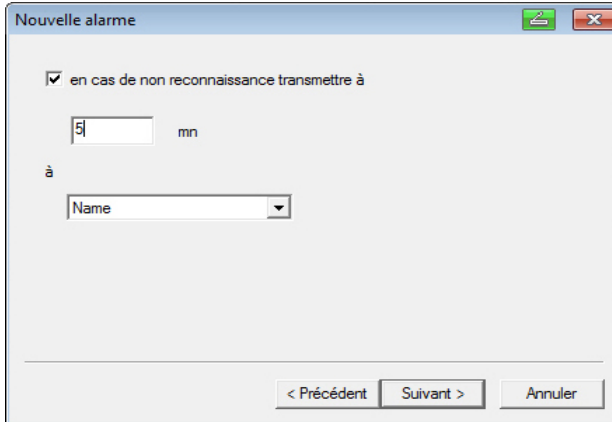 Nouvelle alarme
en cas de non reconnaissance transmettre à
5 mn
à
Name
< Précédent Suivant > Annuler